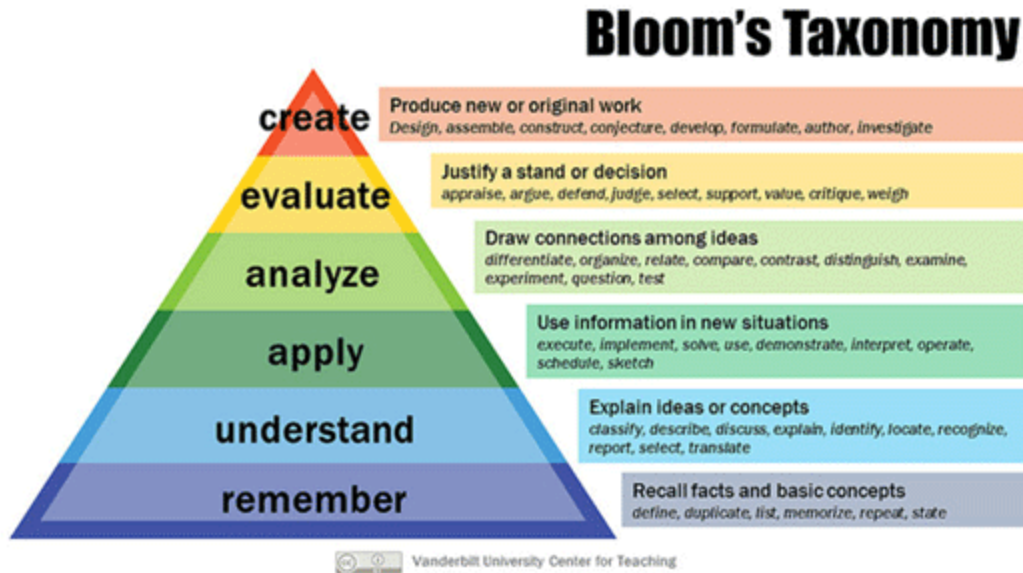 Bloom's Taxonomy
create
Produce new or original work
Design, assemble, construct, conjecture, develop, formulate, author, investigate
evaluate
Justify a stand or decision
appraise, argue, defend, judge, select, support, value, critique, weigh
analyze
Draw connections among ideas
differentiate, organize, relate, compare, contrast, distinguish, examine,
experiment, question, test
apply
Use information in new situations
execute, implement, solve, use, demonstrate, interpret, operate,
schedule, sketch
understand
Explain ideas or concepts
classify, describe, discuss, explain, identify, locate, recognize,
report, select, translate
remember
Recall facts and basic concepts
define, duplicate, list, memorize, repeat, state
Vanderbilt University Center for Teaching